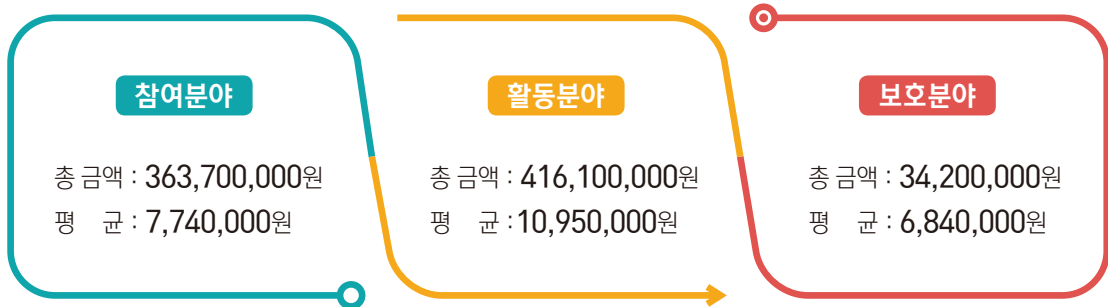 참여분야
총 금액 : 363,700,000원
평 균 : 7,740,000원
활동분야
총 금액 : 416,100,000원
평 균 : 10,950,000원
보호분야
총 금액 : 34,200,000원
평 균 : 6,840,000원